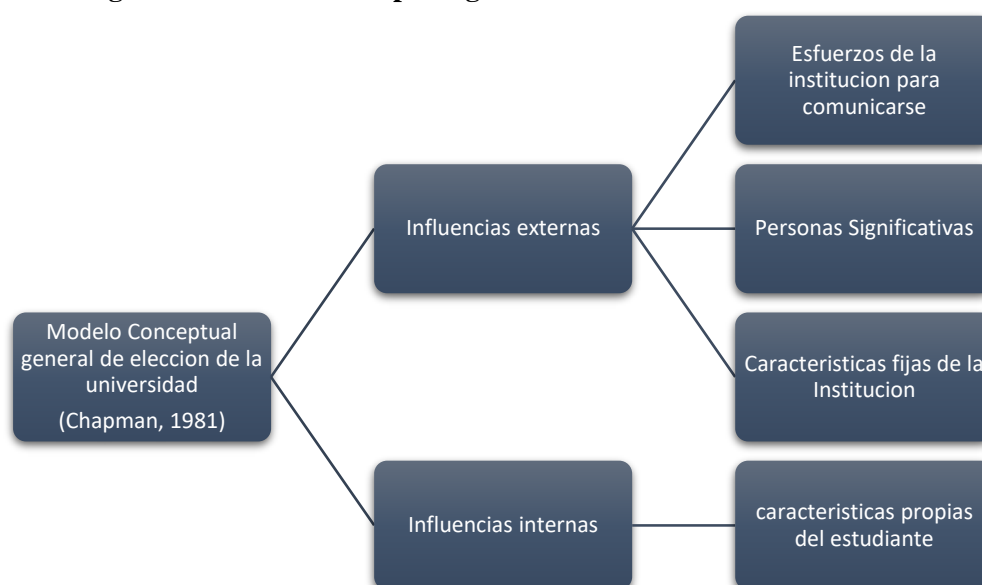 Esfuerzos de la
institucion para
comunicarse
Influencias externas
Personas Significativas
Modelo Conceptual
general de eleccion de la
universidad
(Chapman, 1981)
Caracteristicas fijas de la
Institucion
Influencias internas
caracteristicas propias
del estudiante